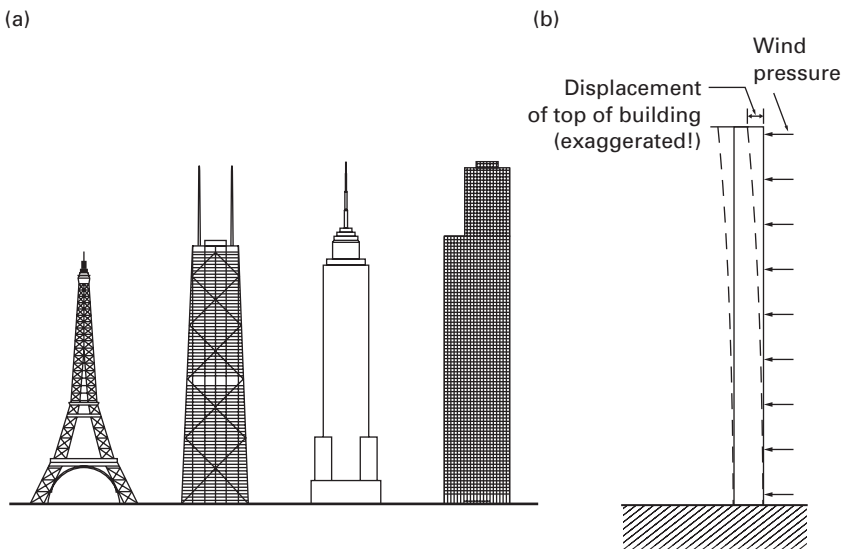 (a)
(b)
Wind
pressure
Displacement
of top of building
(exaggerated!)